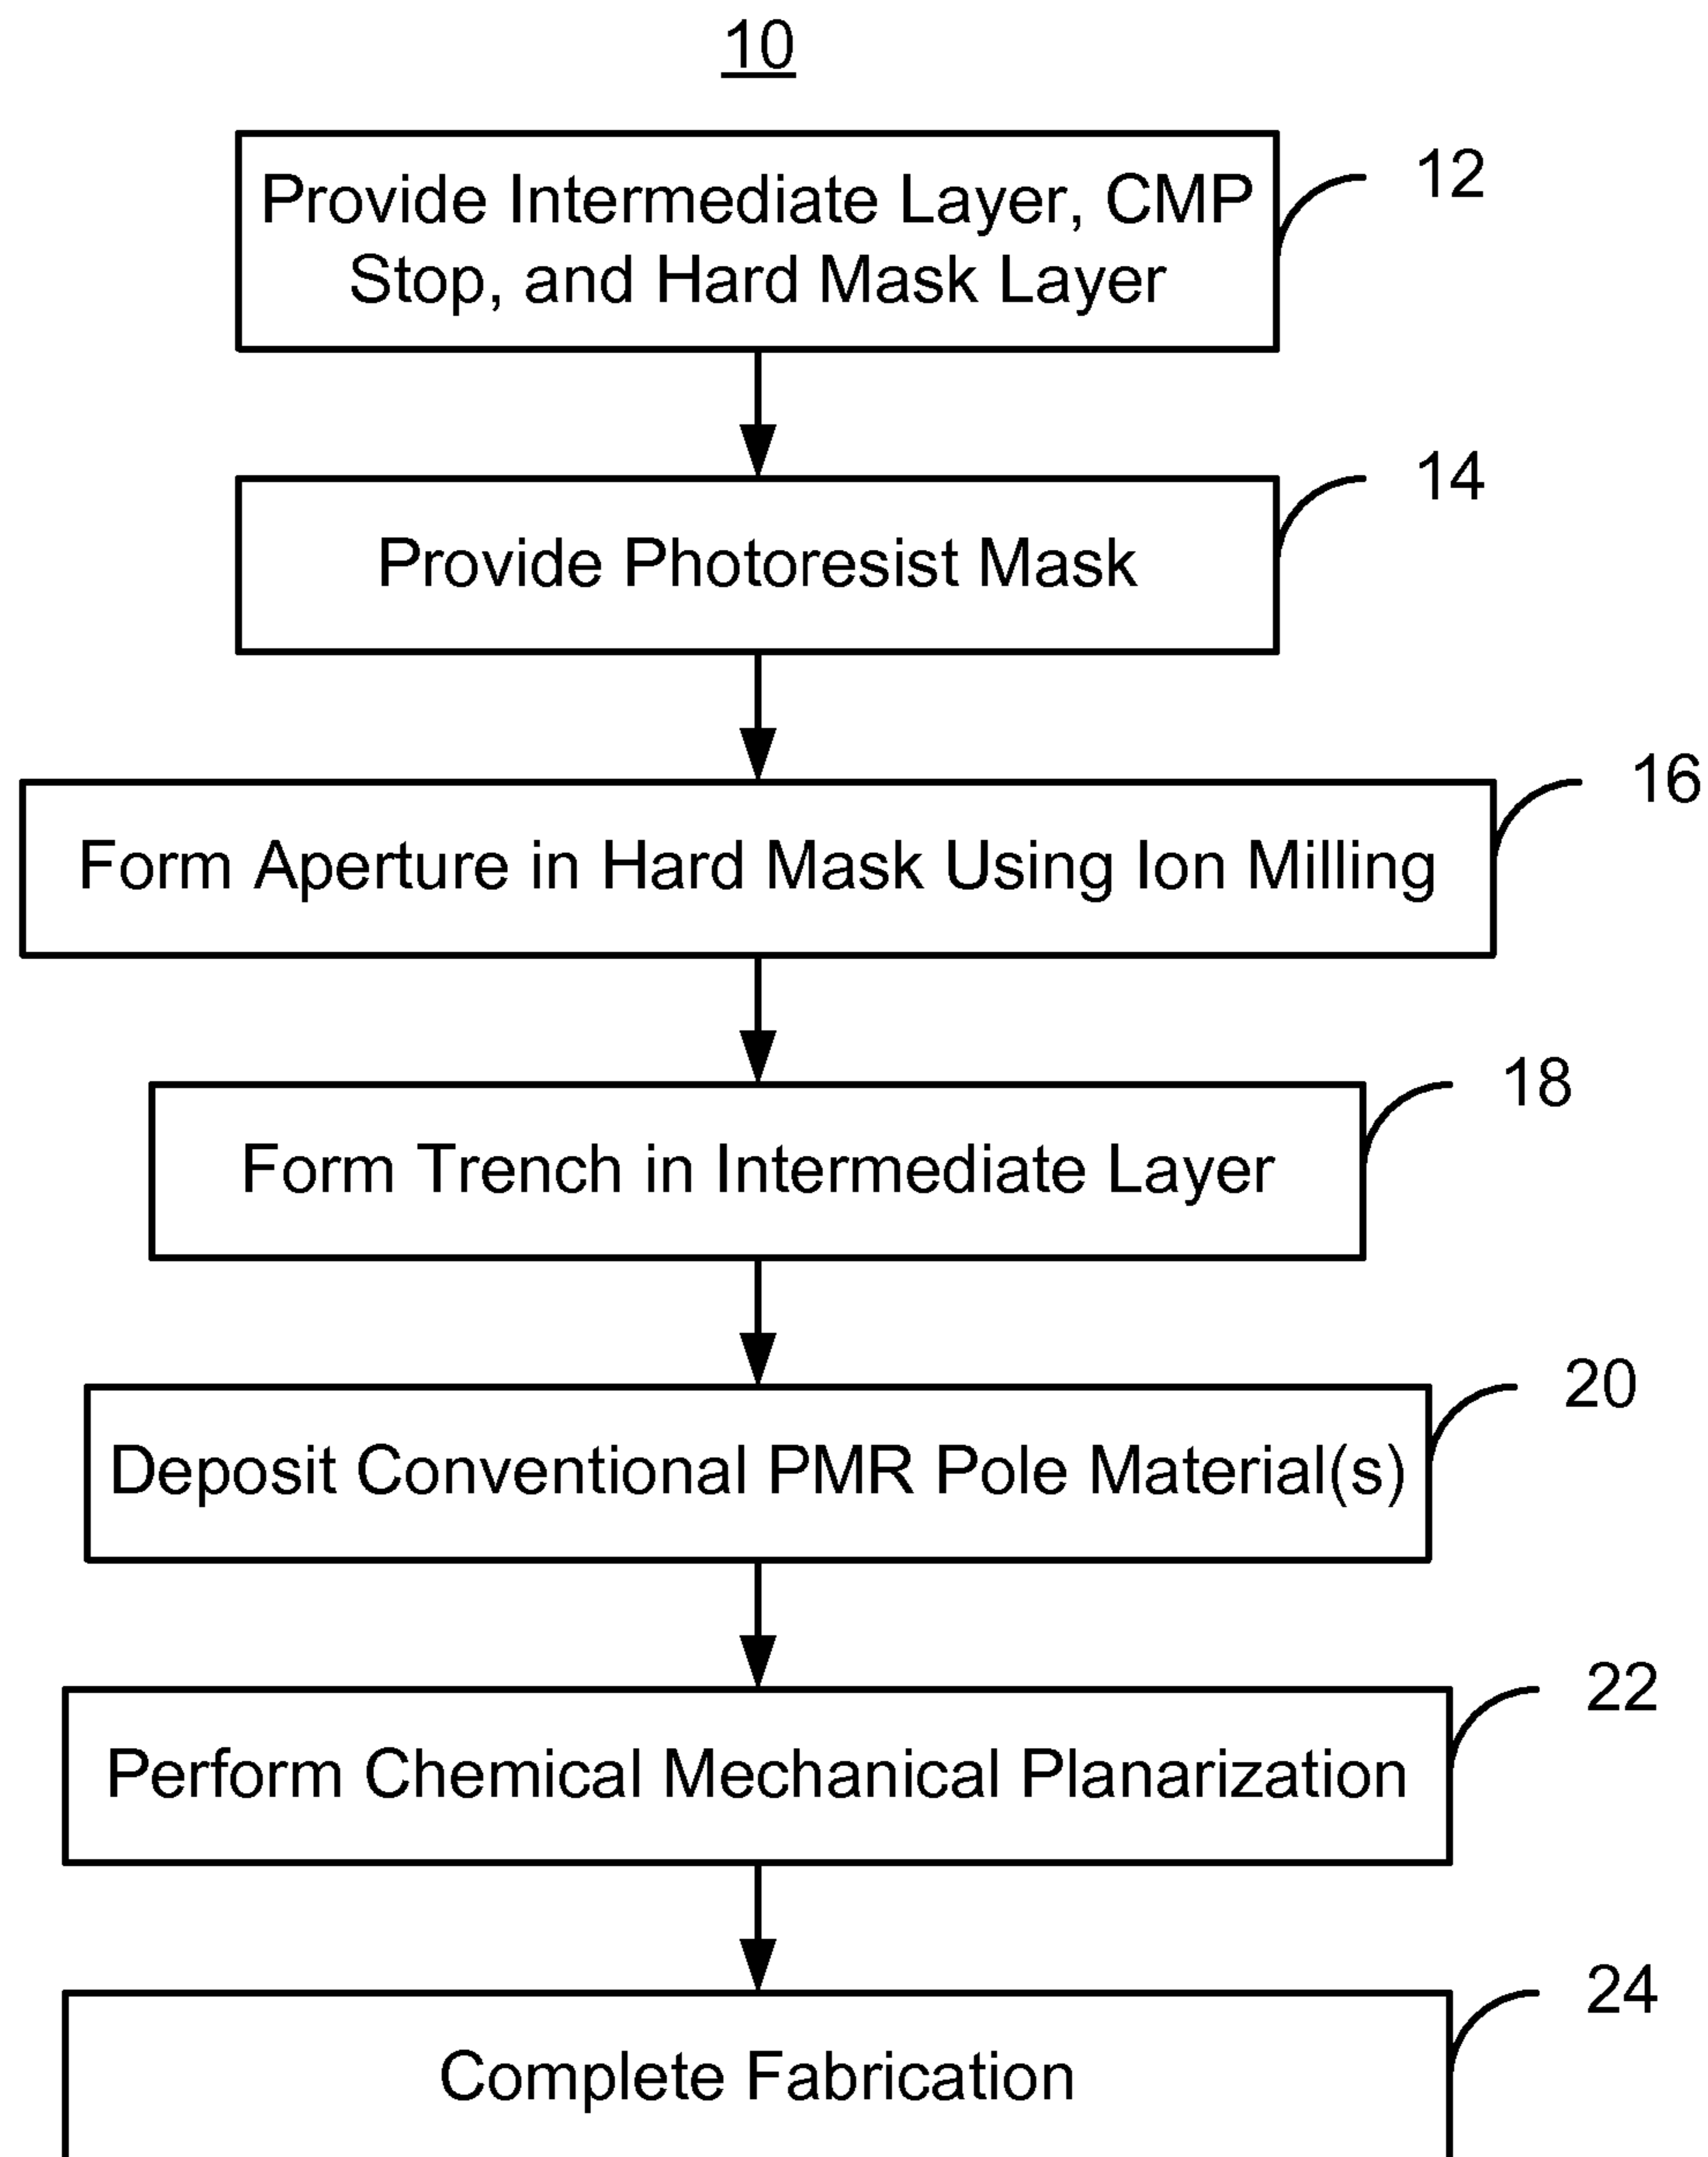 10
Provide Intermediate Layer, CMP
Stop, and Hard Mask Layer
12
Provide Photoresist Mask
14
Form Aperture in Hard Mask Using Ion Milling
16
Form Trench in Intermediate Layer
18
Deposit Conventional PMR Pole Material(s)
20
Perform Chemical Mechanical Planarization
22
Complete Fabrication
24